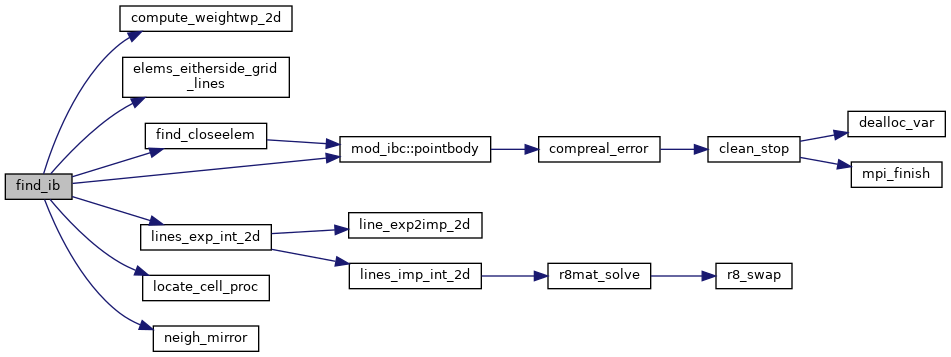 compute_weightwp_2d
elems_eitherside_grid
_lines
find_closeelem
mod_ibc::pointbody
compreal_error
clean_stop
dealloc_var
mpi_finish
find_ib
lines_exp_int_2d
line_exp2imp_2d
lines_imp_int_2d
r8mat_solve
r8_swap
locate_cell_proc
neigh_mirror